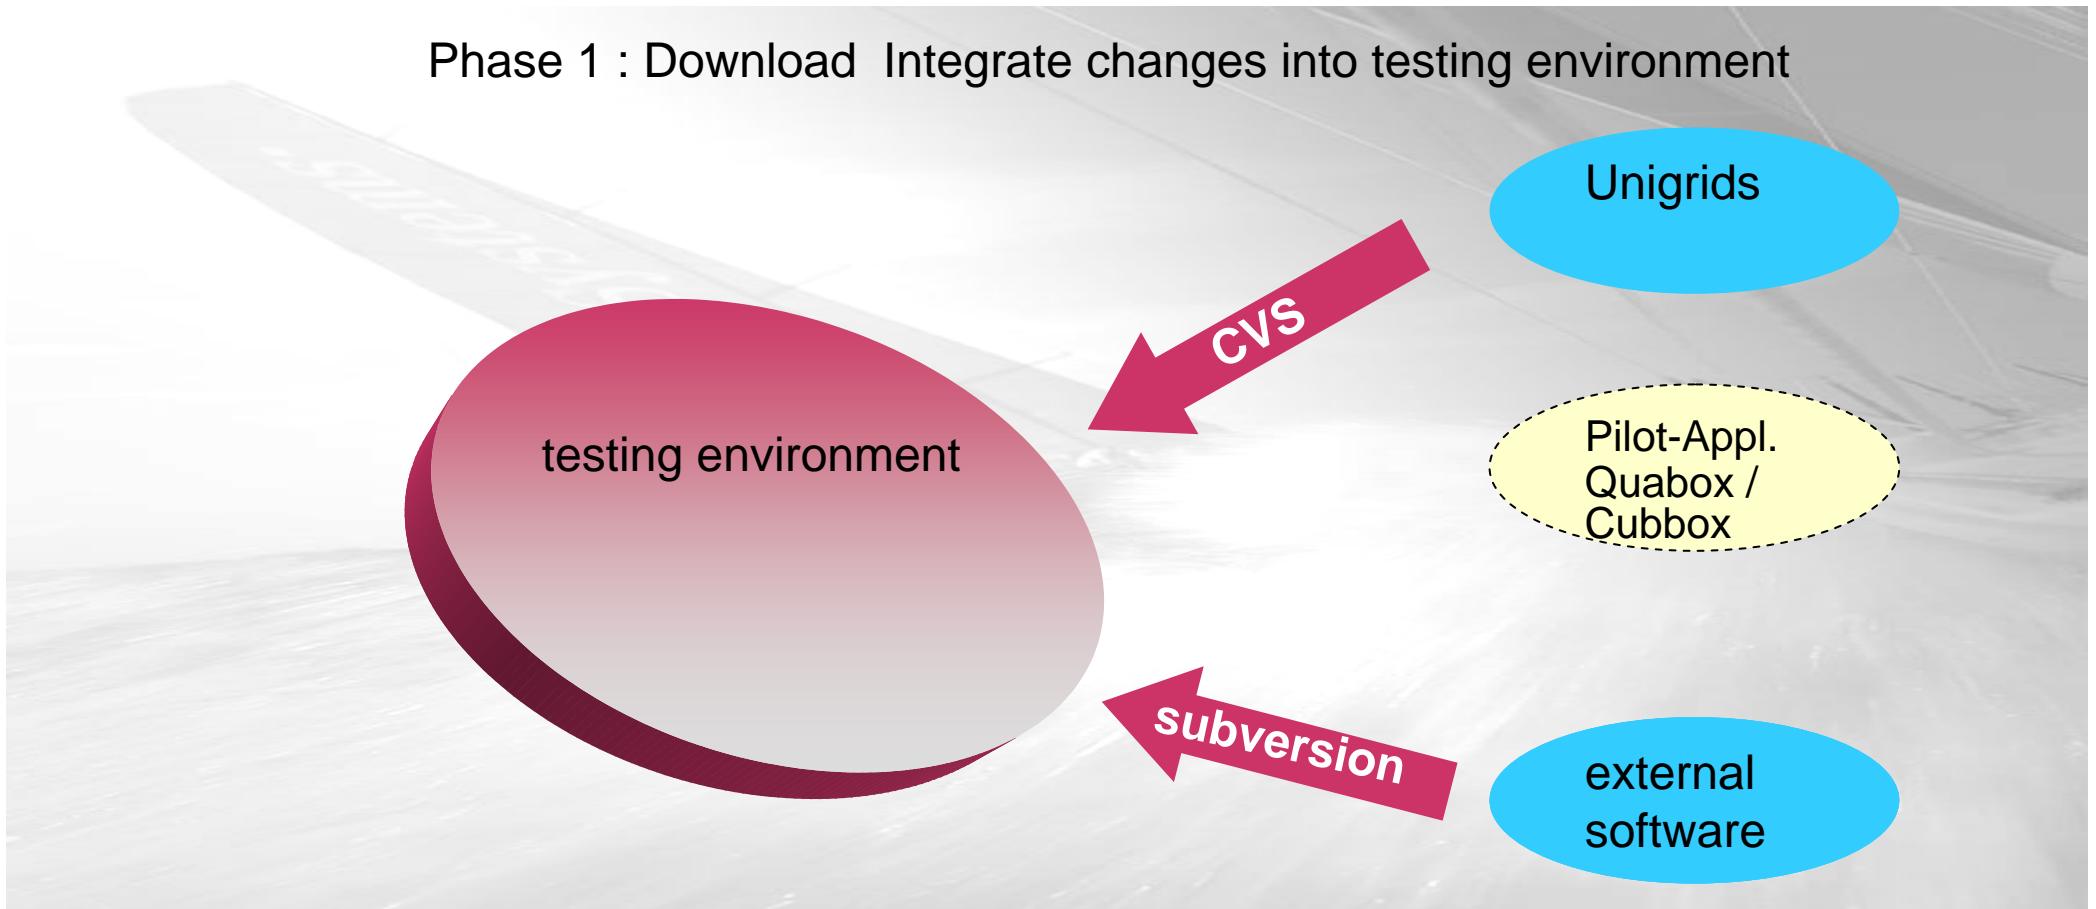 Phase 1 : Download  Integrate changes into testing environment
Unigrids
CVS
testing environment
Pilot-Appl.
Quabox /
Cubbox
subversion
external
software